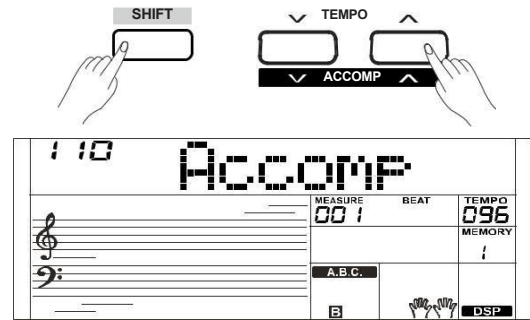 SHIFT
TEMPO
ACCOMP
110 Accomp
MEASURE BEAT TEMPO
001 096
MEMORY
1
A.B.C.
B DSP